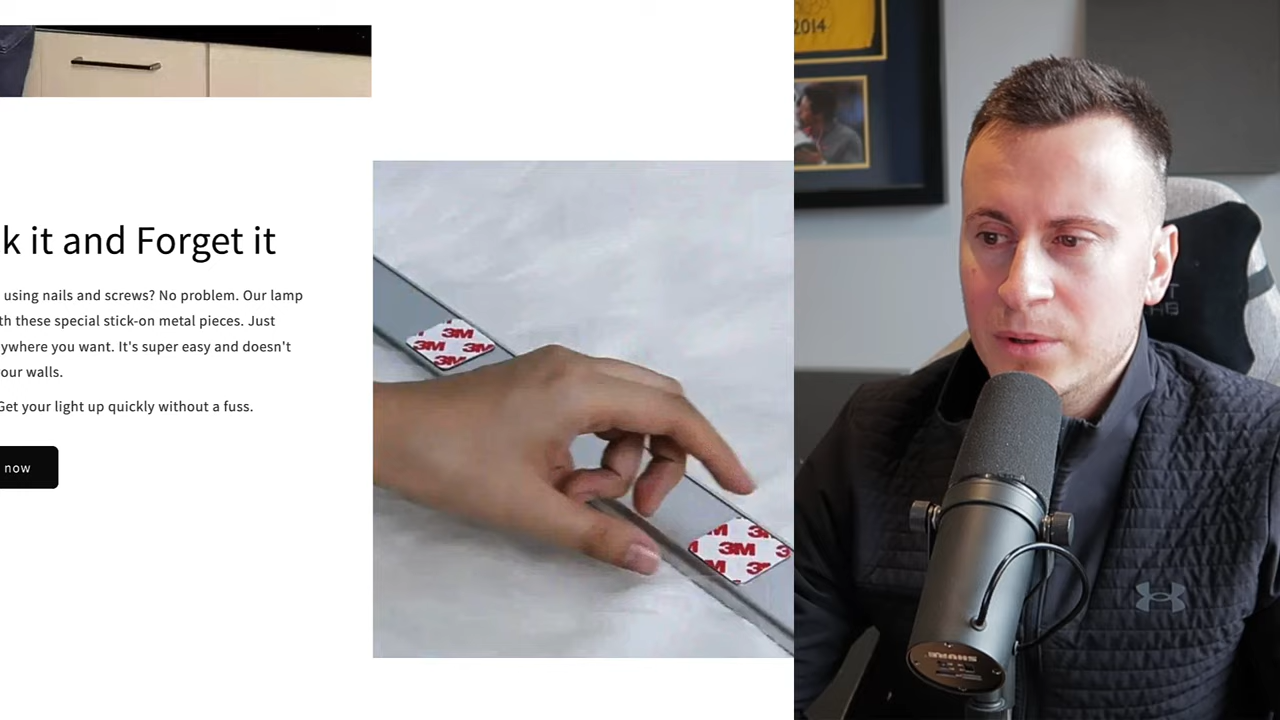 2014
k it and Forget it
using nails and screws? No problem. Our lamp
th these special stick-on metal pieces. Just
ywhere you want. It's super easy and doesn't
our walls.
Get your light up quickly without a fuss.
now
3M
3M 3M
3M
3M
3M
SHURE